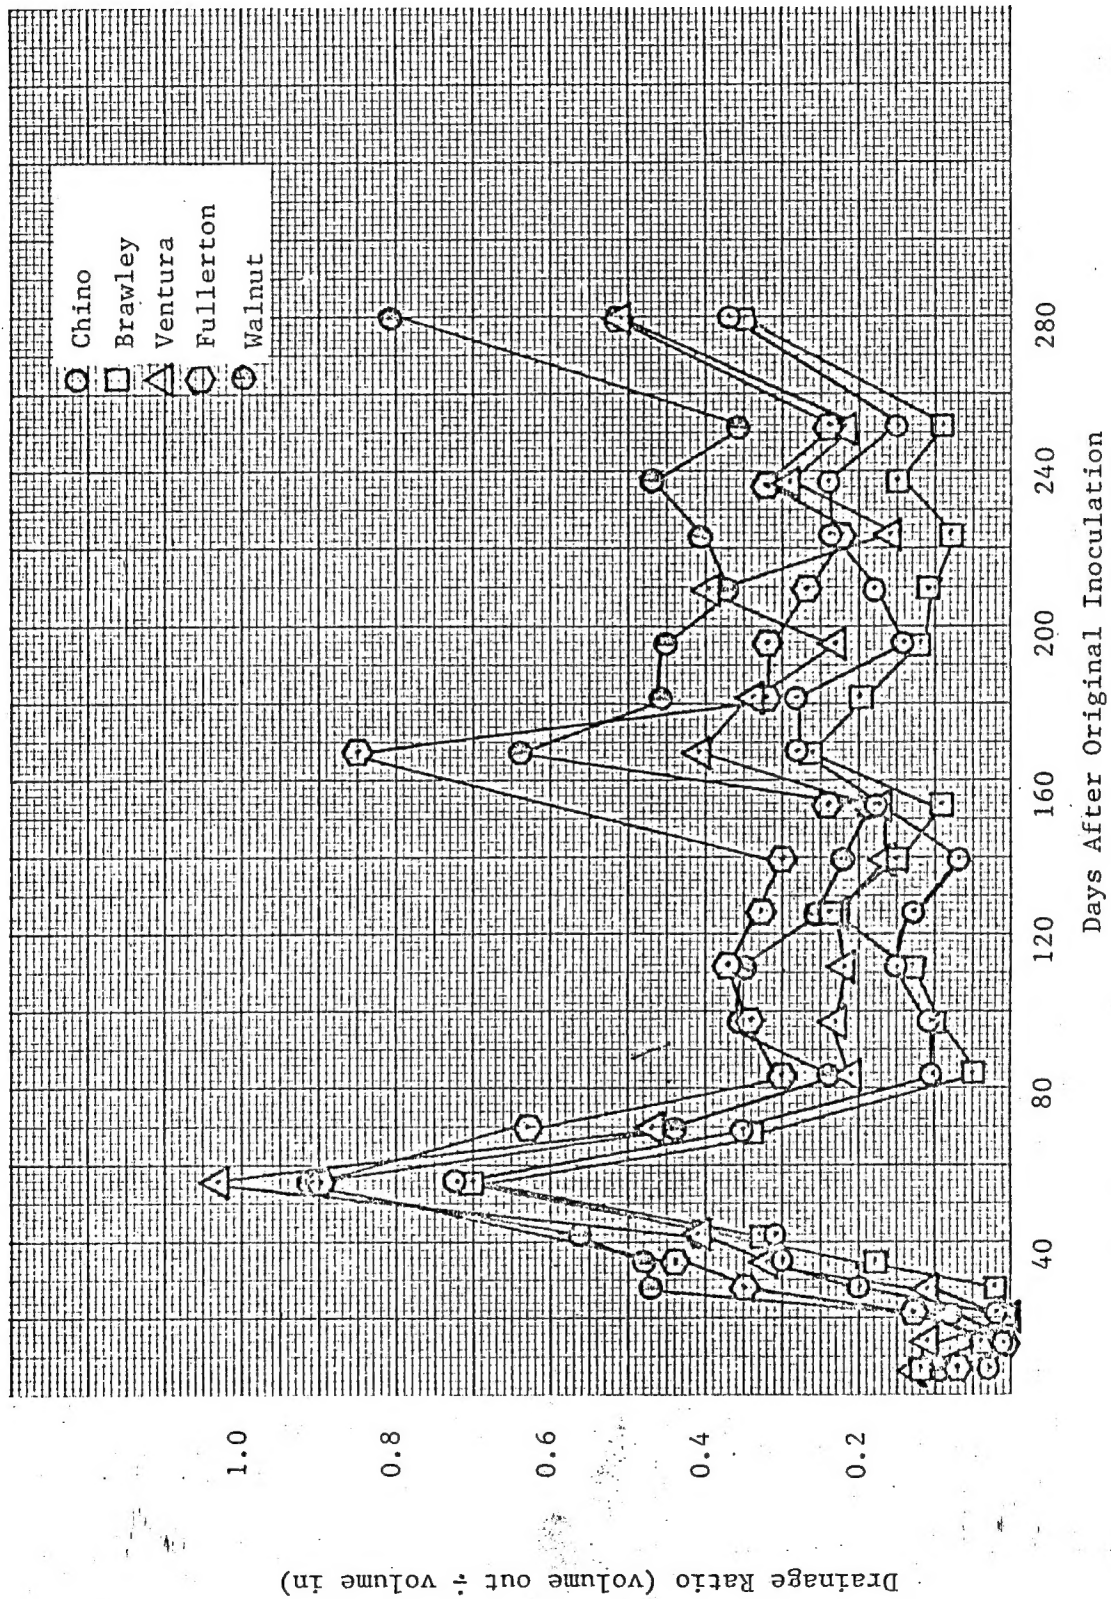 Chino
Brawley
Ventura
Fullerton
Walnut
1.0
0.8
0.6
0.4
0.2
Drainage Ratio (volume out ÷ volume in)
40
80
120
160
200
240
280
Days After Original Inoculation